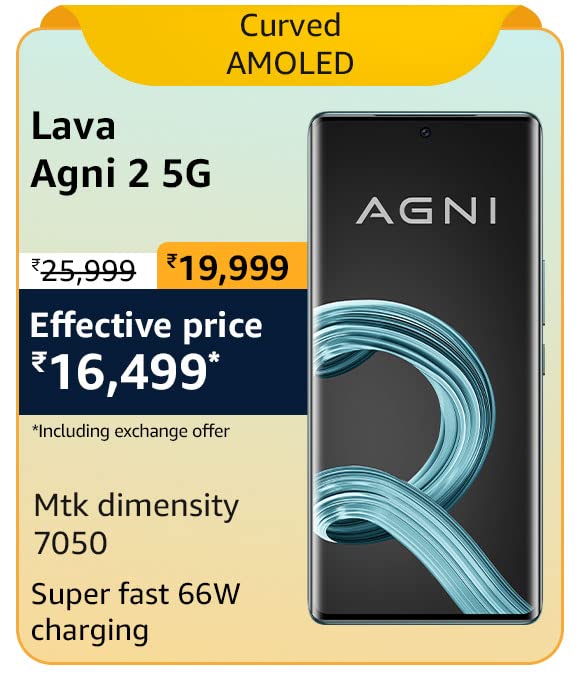 Curved
AMOLED
Lava
Agni 2 5G
AGNI
₹25,999 ₹19,999
Effective price
₹16,499*
*Including exchange offer
Mtk dimensity
7050
Super fast 66W
charging